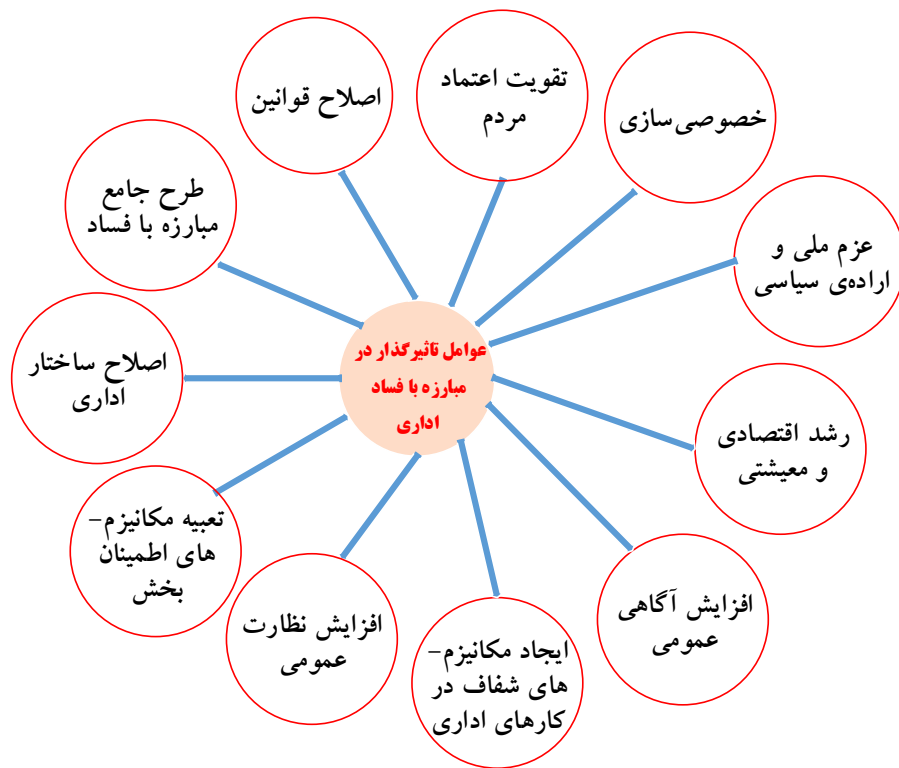 عوامل تاثیرگذار در
مبارزه با فساد
اداری
تقویت اعتماد
مردم
خصوصی‌سازی
عزم ملی و
اراده‌ی سیاسی
رشد اقتصادی
و معیشتی
افزایش آگاهی
عمومی
ایجاد مکانیزم-
های شفاف در
کارهای اداری
افزایش نظارت
عمومی
تعبیه مکانیزم-
های اطمینان
بخش
اصلاح ساختار
اداری
طرح جامع
مبارزه با فساد
اصلاح قوانین